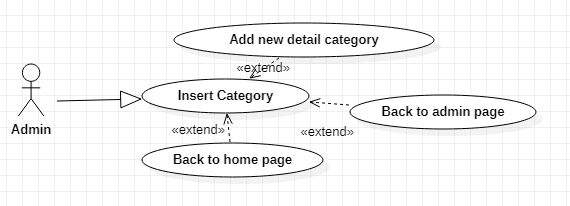 Add new detail category
«extend»
Insert Category
Admin
Back to admin page
«extend»
«extend»
Back to home page